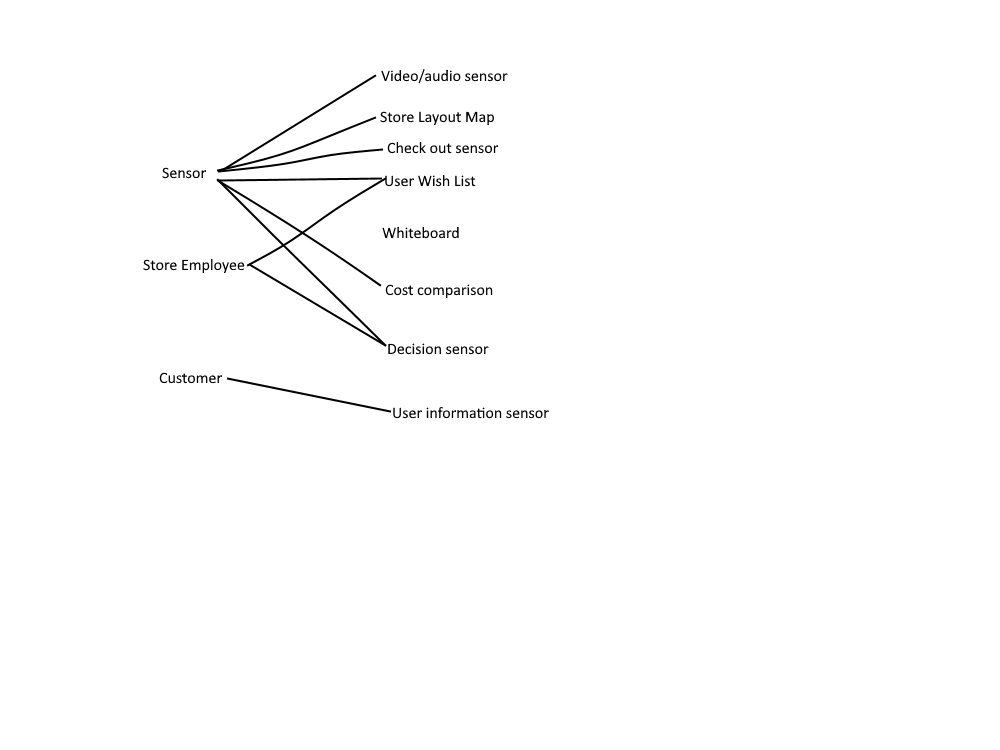 Video/audio sensor
Store Layout Map
Check out sensor
Sensor
User Wish List
Whiteboard
Store Employee
Cost comparison
Decision sensor
Customer
User information sensor